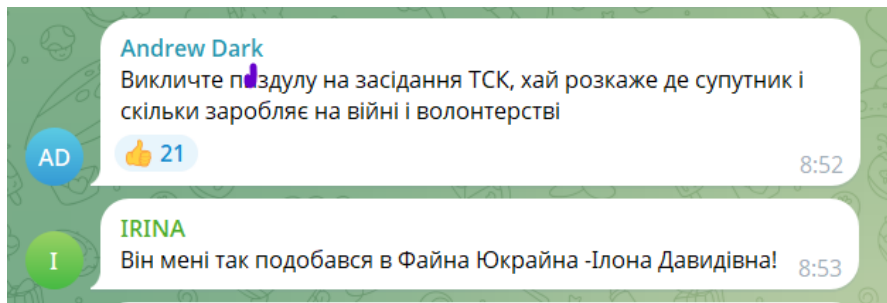 Andrew Dark
Викличте на засідання ТСК, хай розкаже де супутник і
скільки заробляє на війні і волонтерстві
AD
👍 21
8:52
IRINA
I
Він мені так подобався в Файна Юкрайна -Ілона Давидівна!
8:53